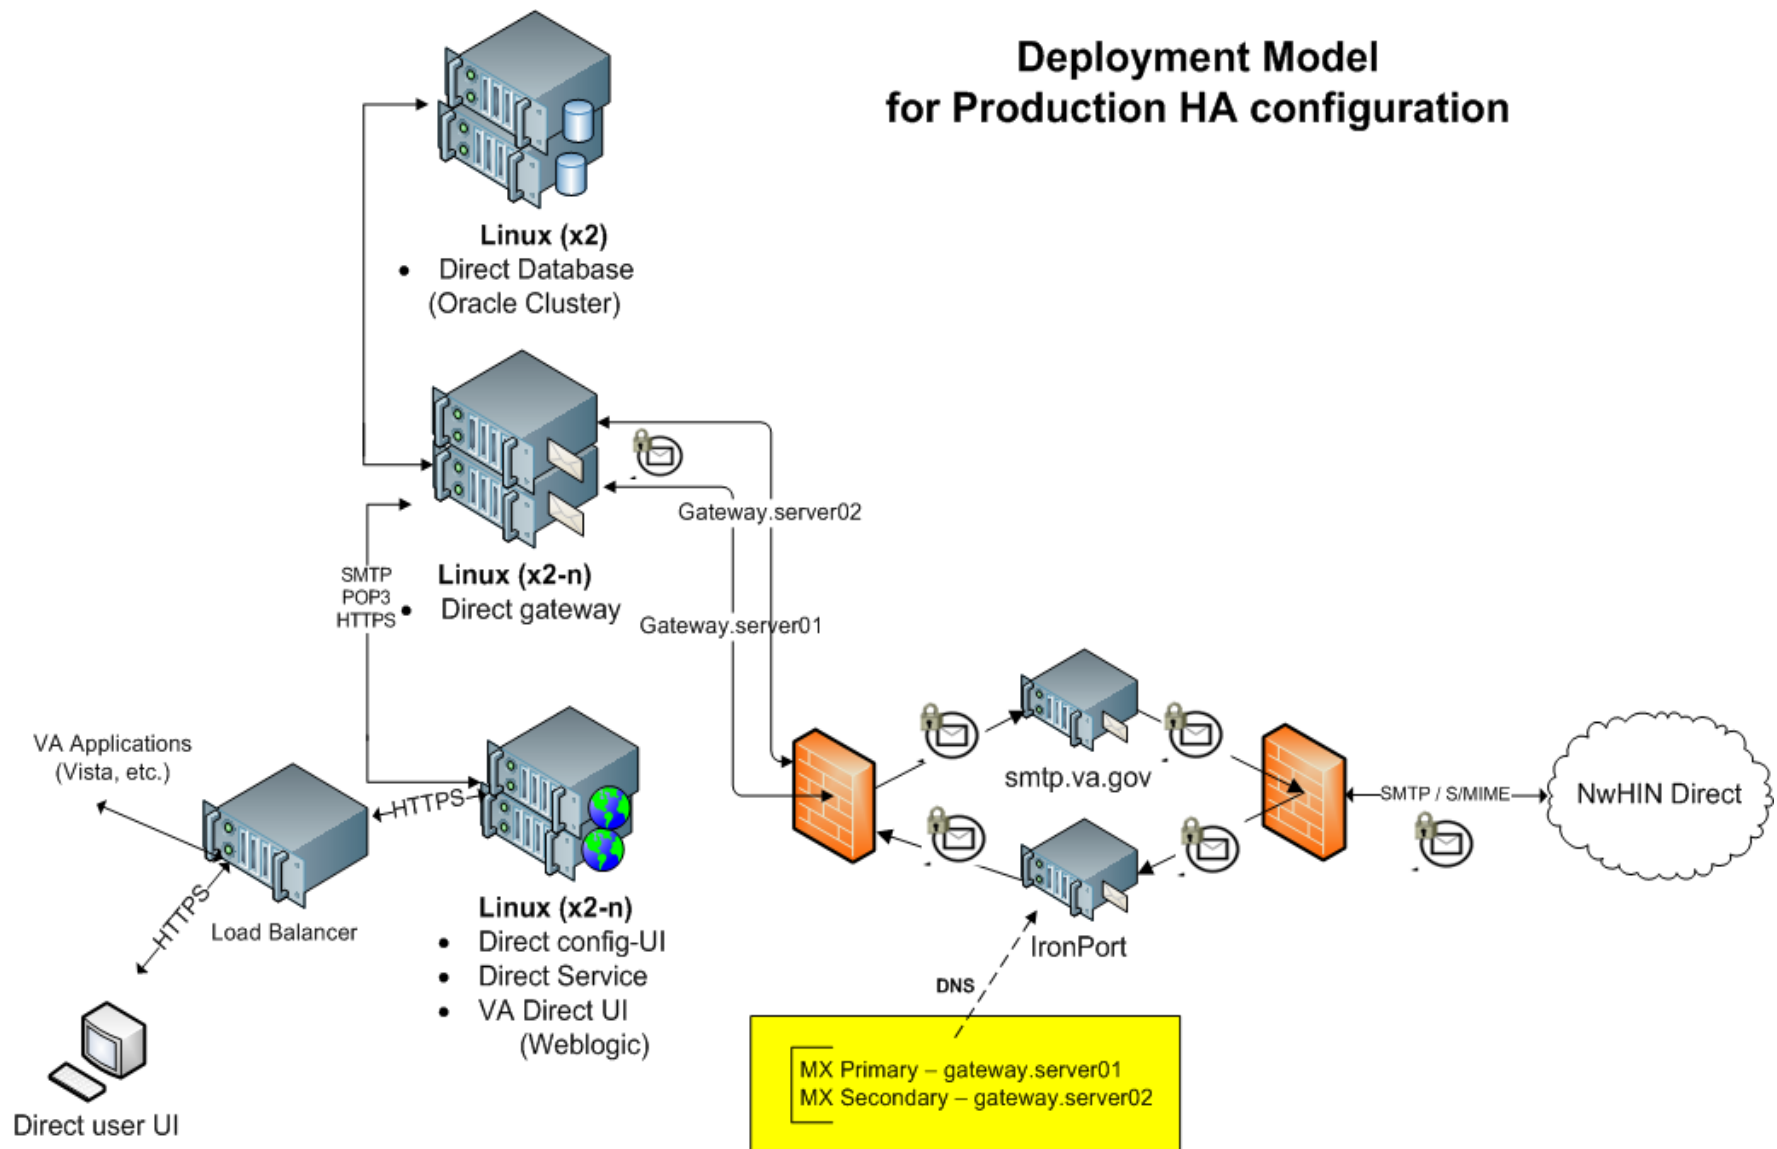 Deployment Model
for Production HA configuration
Linux (x2)
• Direct Database
(Oracle Cluster)
Linux (x2-n)
• Direct gateway
SMTP
POP3
HTTPS
Gateway.server02
Gateway.server01
VA Applications
(Vista, etc.)
HTTPS
HTTPS
Load Balancer
Direct user UI
Linux (x2-n)
• Direct config-UI
• Direct Service
• VA Direct UI
(Weblogic)
smtp.va.gov
IronPort
SMTP / S/MIME
NwHIN Direct
DNS
MX Primary – gateway.server01
MX Secondary – gateway.server02